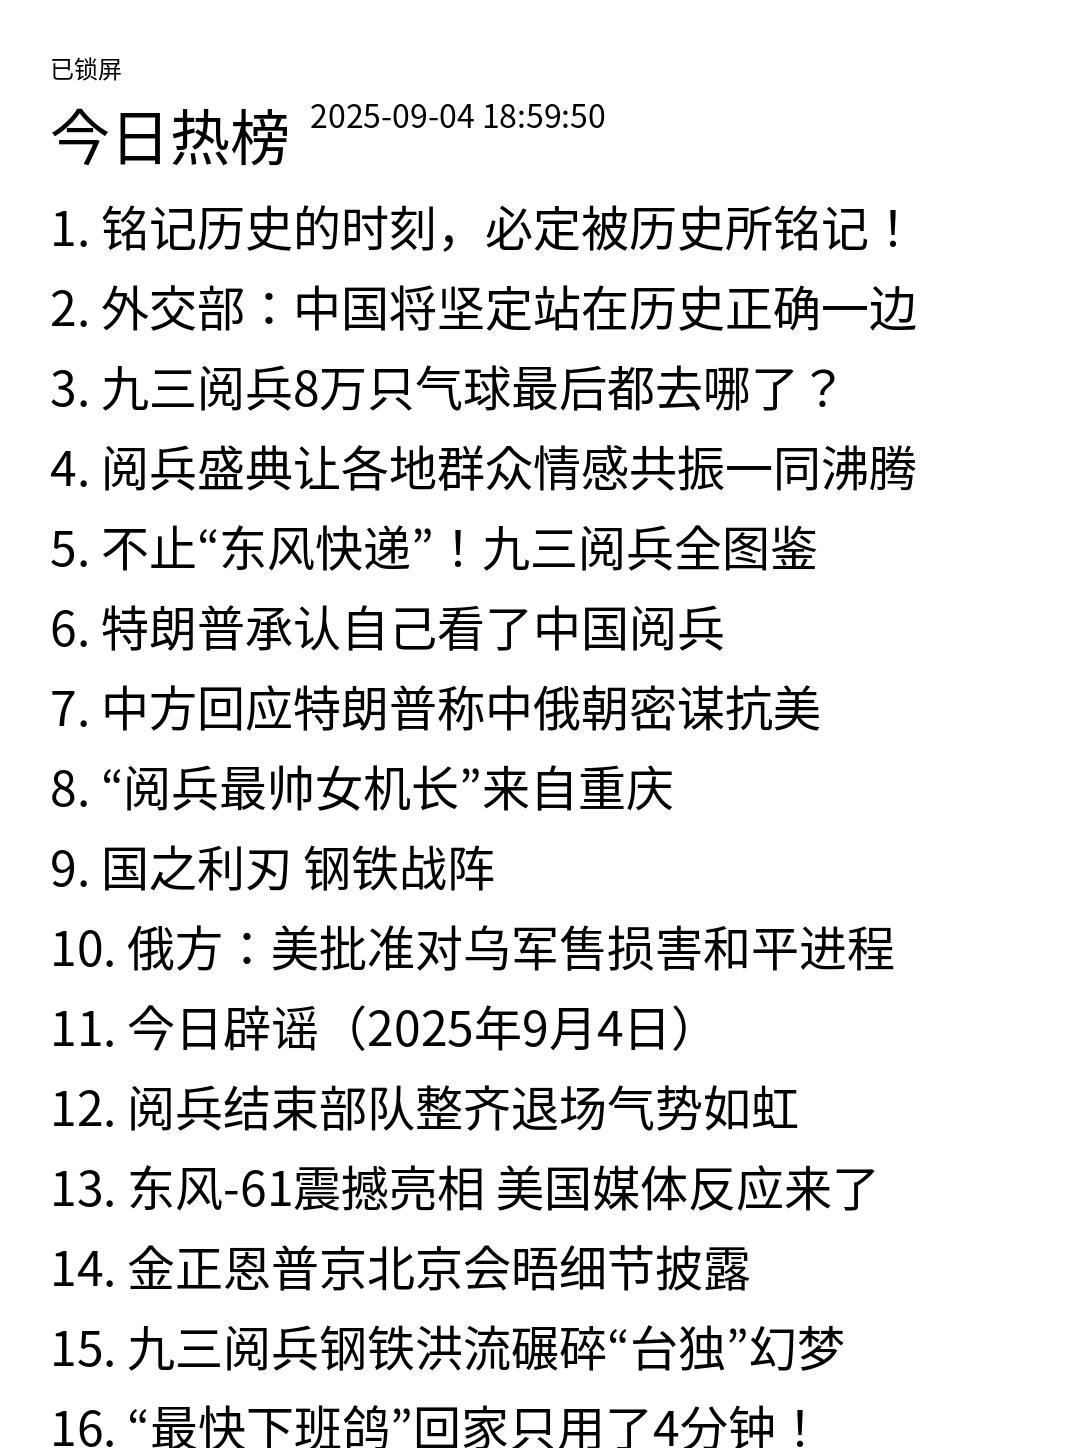 已锁屏
今日热榜 2025-09-04 18:59:50
1. 铭记历史的时刻，必定被历史所铭记！
2. 外交部：中国将坚定站在历史正确一边
3. 九三阅兵8万只气球最后都去哪了？
4. 阅兵盛典让各地群众情感共振一同沸腾
5. 不止“东风快递”！九三阅兵全图鉴
6. 特朗普承认自己看了中国阅兵
7. 中方回应特朗普称中俄朝密谋抗美
8. “阅兵最帅女机长”来自重庆
9. 国之利刃 钢铁战阵
10. 俄方：美批准对乌军售损害和平进程
11. 今日辟谣（2025年9月4日）
12. 阅兵结束部队整齐退场气势如虹
13. 东风-61震撼亮相 美国媒体反应来了
14. 金正恩普京北京会晤细节披露
15. 九三阅兵钢铁洪流碾碎“台独”幻梦
16. “最快下班鸽”回家只用了4分钟！